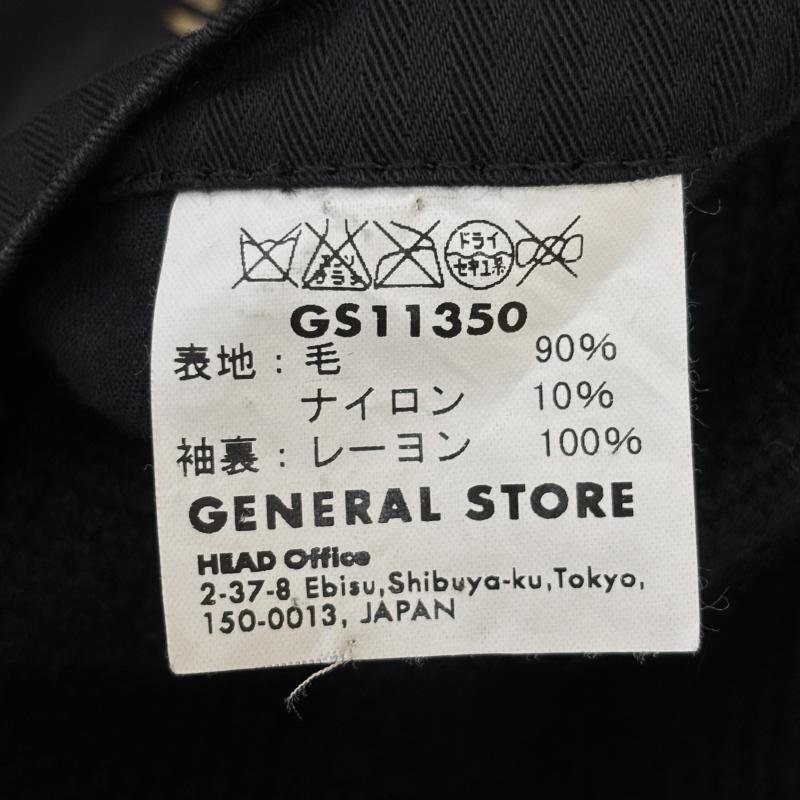 ドライ
セキユ系
GS11350
表地：毛 90%
ナイロン 10%
袖裏：レーヨン 100%
GENERAL STORE
HEAD Office
2-37-8 Ebisu,Shibuya-ku,Tokyo,
150-0013, JAPAN